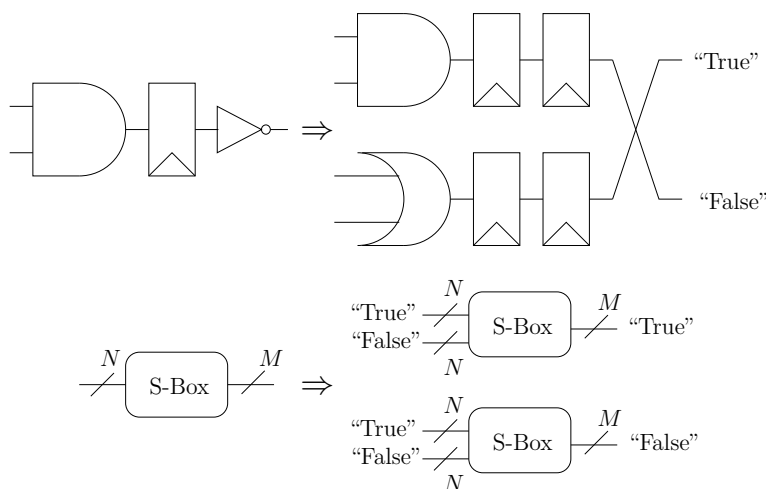 “True”
“False”
N
“True”
“False”
S-Box
M
“True”
N
N
S-Box
M
N
“True”
“False”
S-Box
M
“False”
N